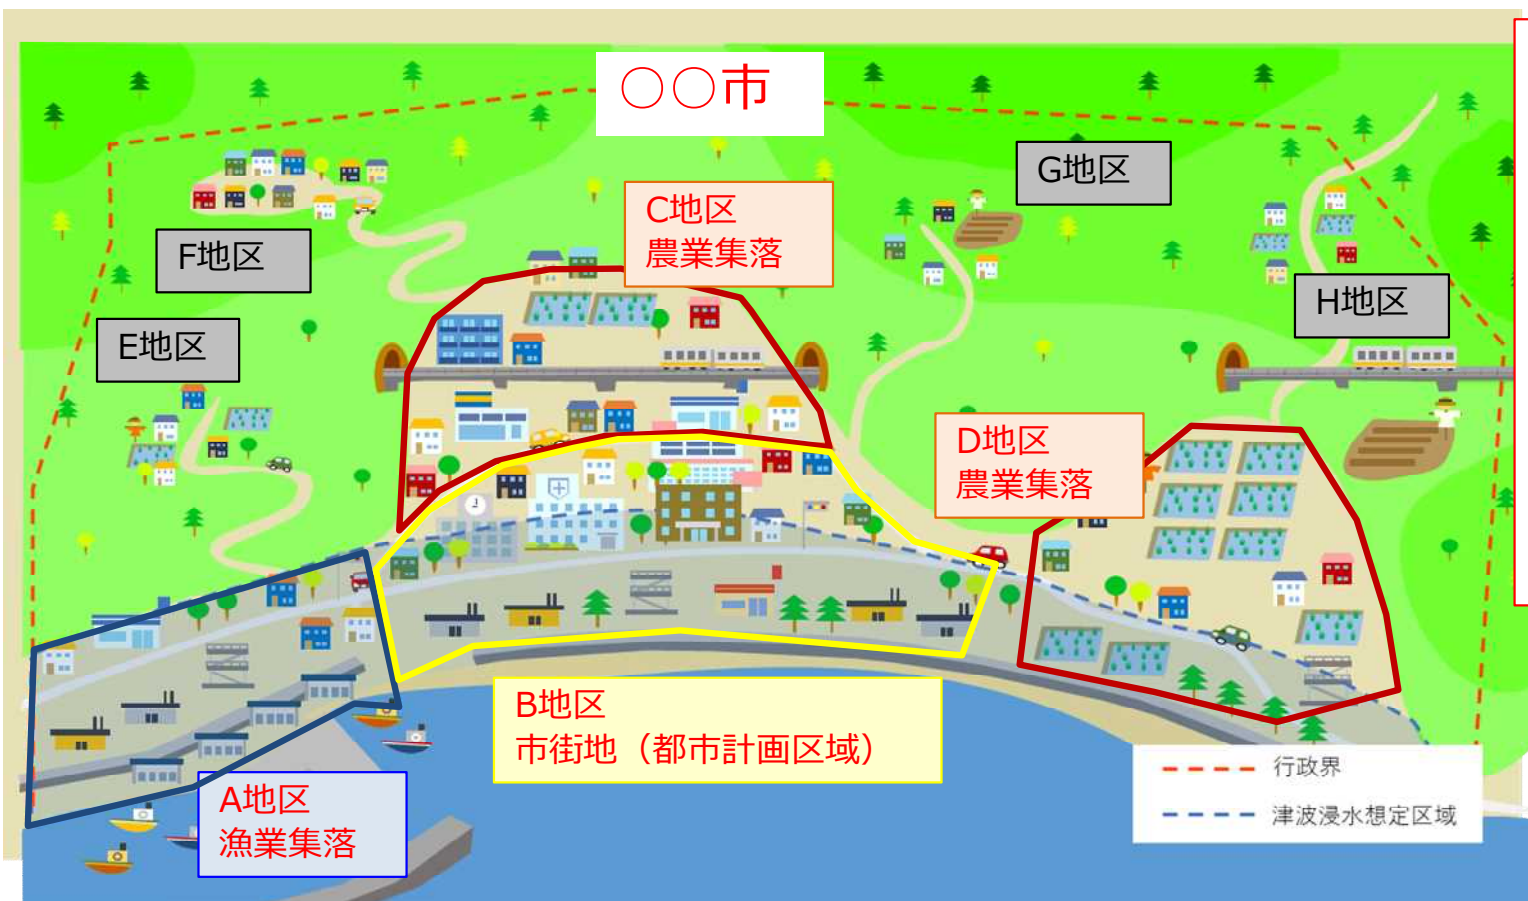 ○○市
G地区
C地区
農業集落
F地区
H地区
E地区
D地区
農業集落
B地区
市街地（都市計画区域）
行政界
A地区
漁業集落
津波浸水想定区域